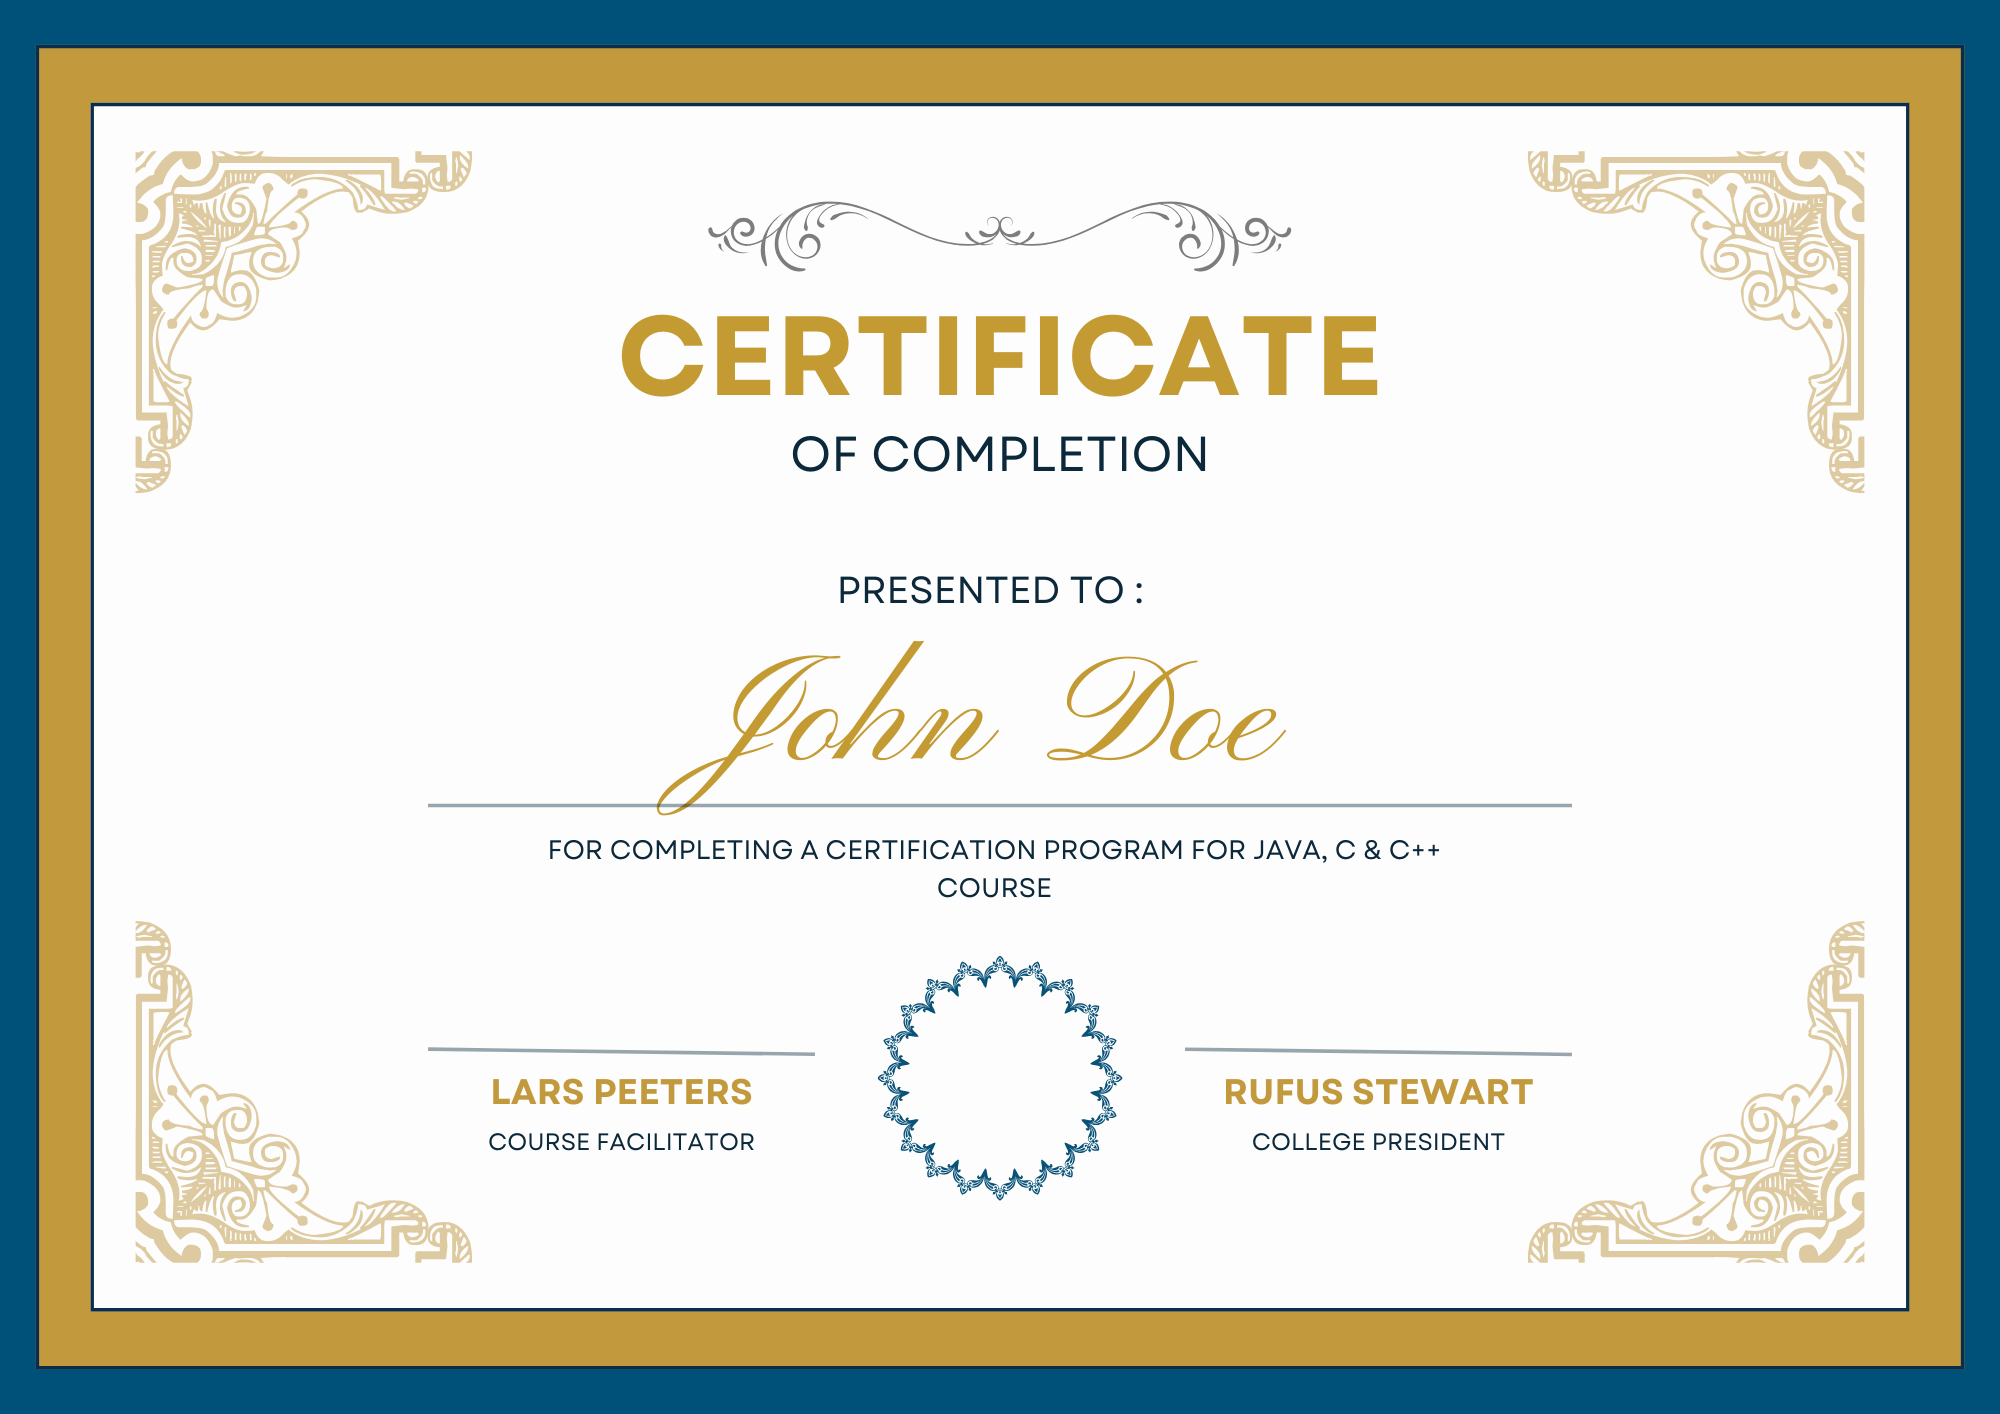 CERTIFICATE
OF COMPLETION
PRESENTED TO :
John Doe
FOR COMPLETING A CERTIFICATION PROGRAM FOR JAVA, C & C++
COURSE
LARS PEETERS
COURSE FACILITATOR
RUFUS STEWART
COLLEGE PRESIDENT